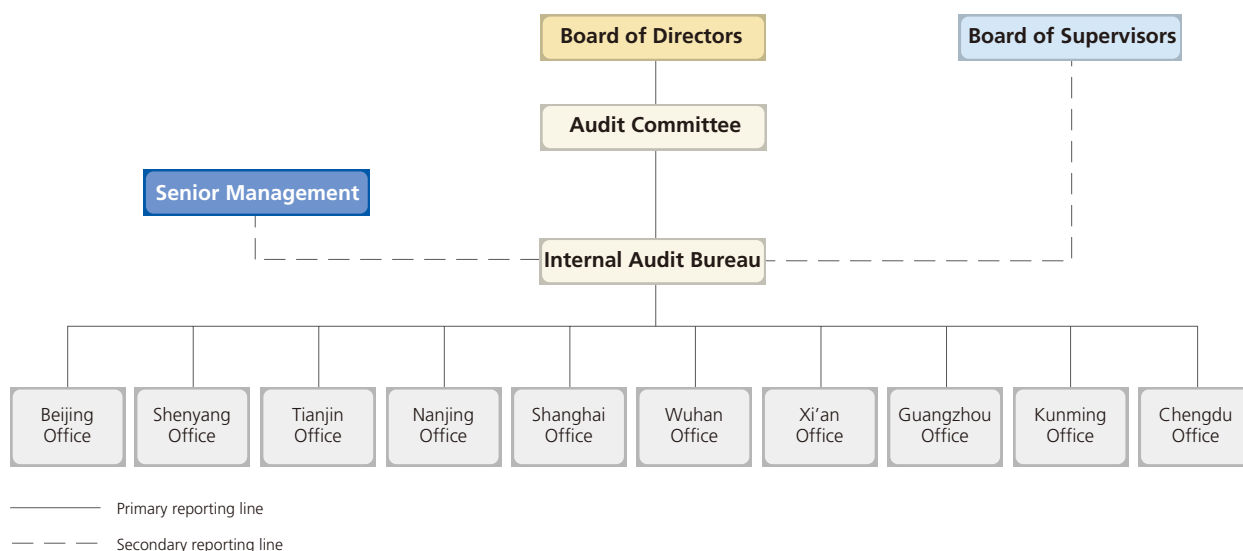 Board of Directors
Board of Supervisors
Audit Committee
Senior Management
Internal Audit Bureau
Beijing
Office
Shenyang
Office
Tianjin
Office
Nanjing
Office
Shanghai
Office
Wuhan
Office
Xi’an
Office
Guangzhou
Office
Kunming
Office
Chengdu
Office
Primary reporting line
Secondary reporting line